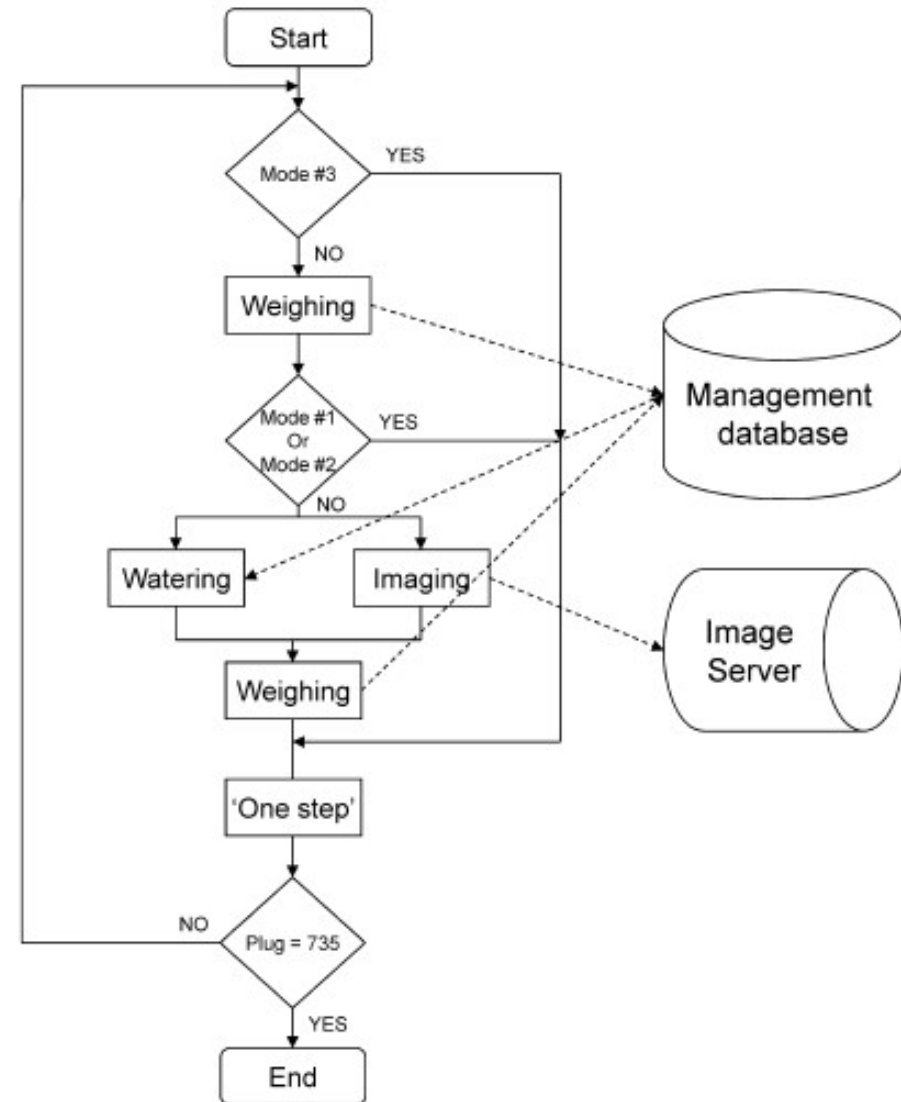 Start
Mode #3
YES
NO
Weighing
Mode #1
Or
Mode #2
YES
NO
Watering
Imaging
Weighing
‘One step’
NO
Plug = 735
YES
End
Management
database
Image
Server